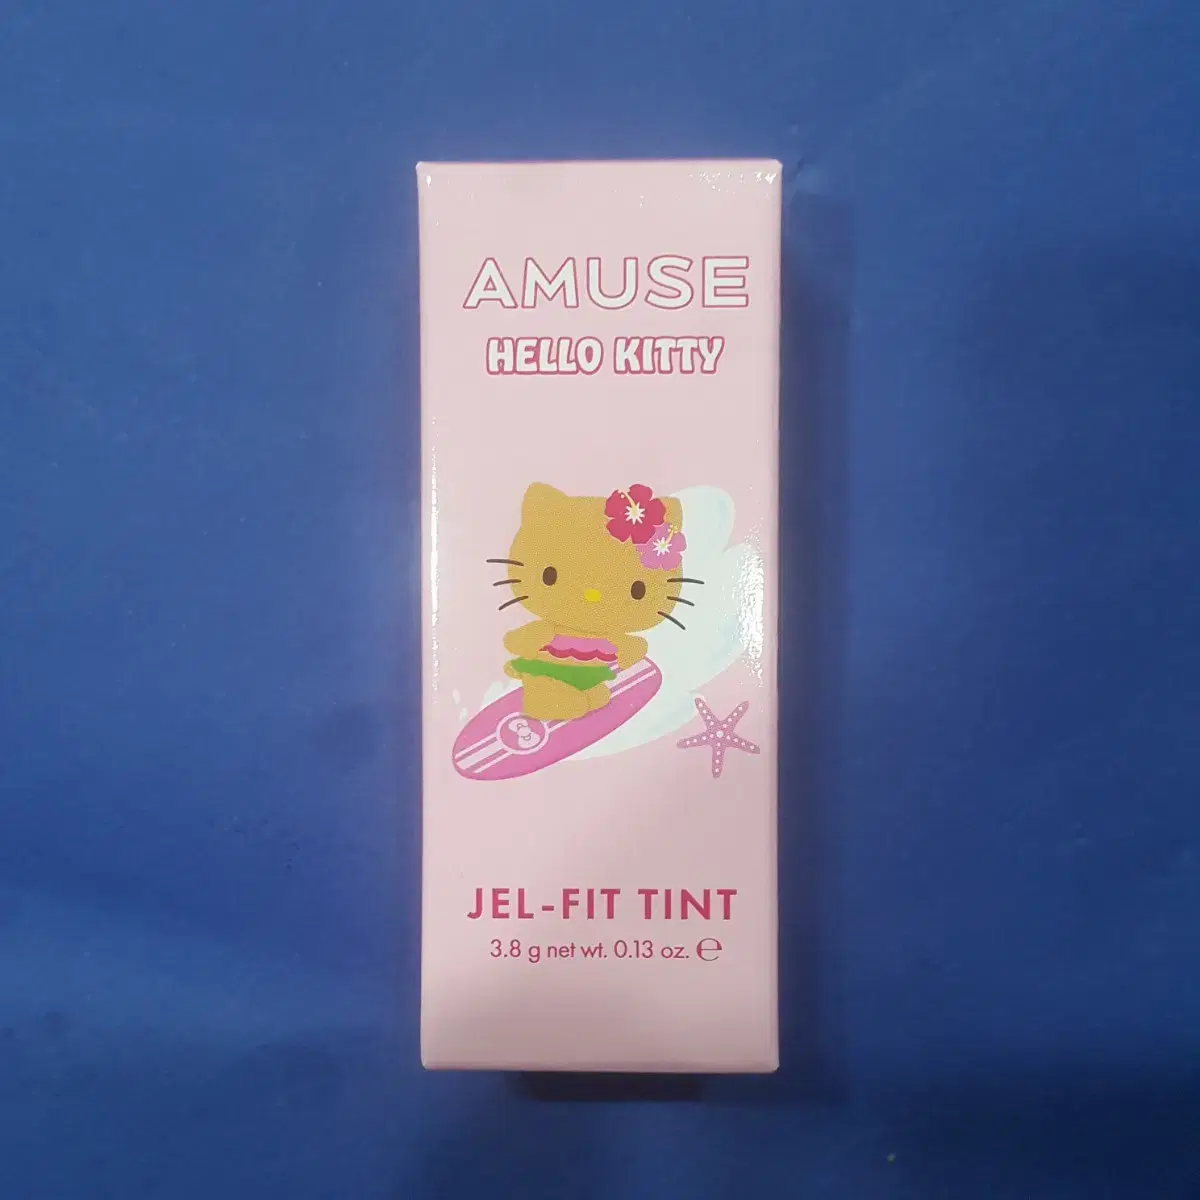 AMUSE
HELLO KITTY
JEL-FIT TINT
3.8 g net wt. 0.13 oz. ℮